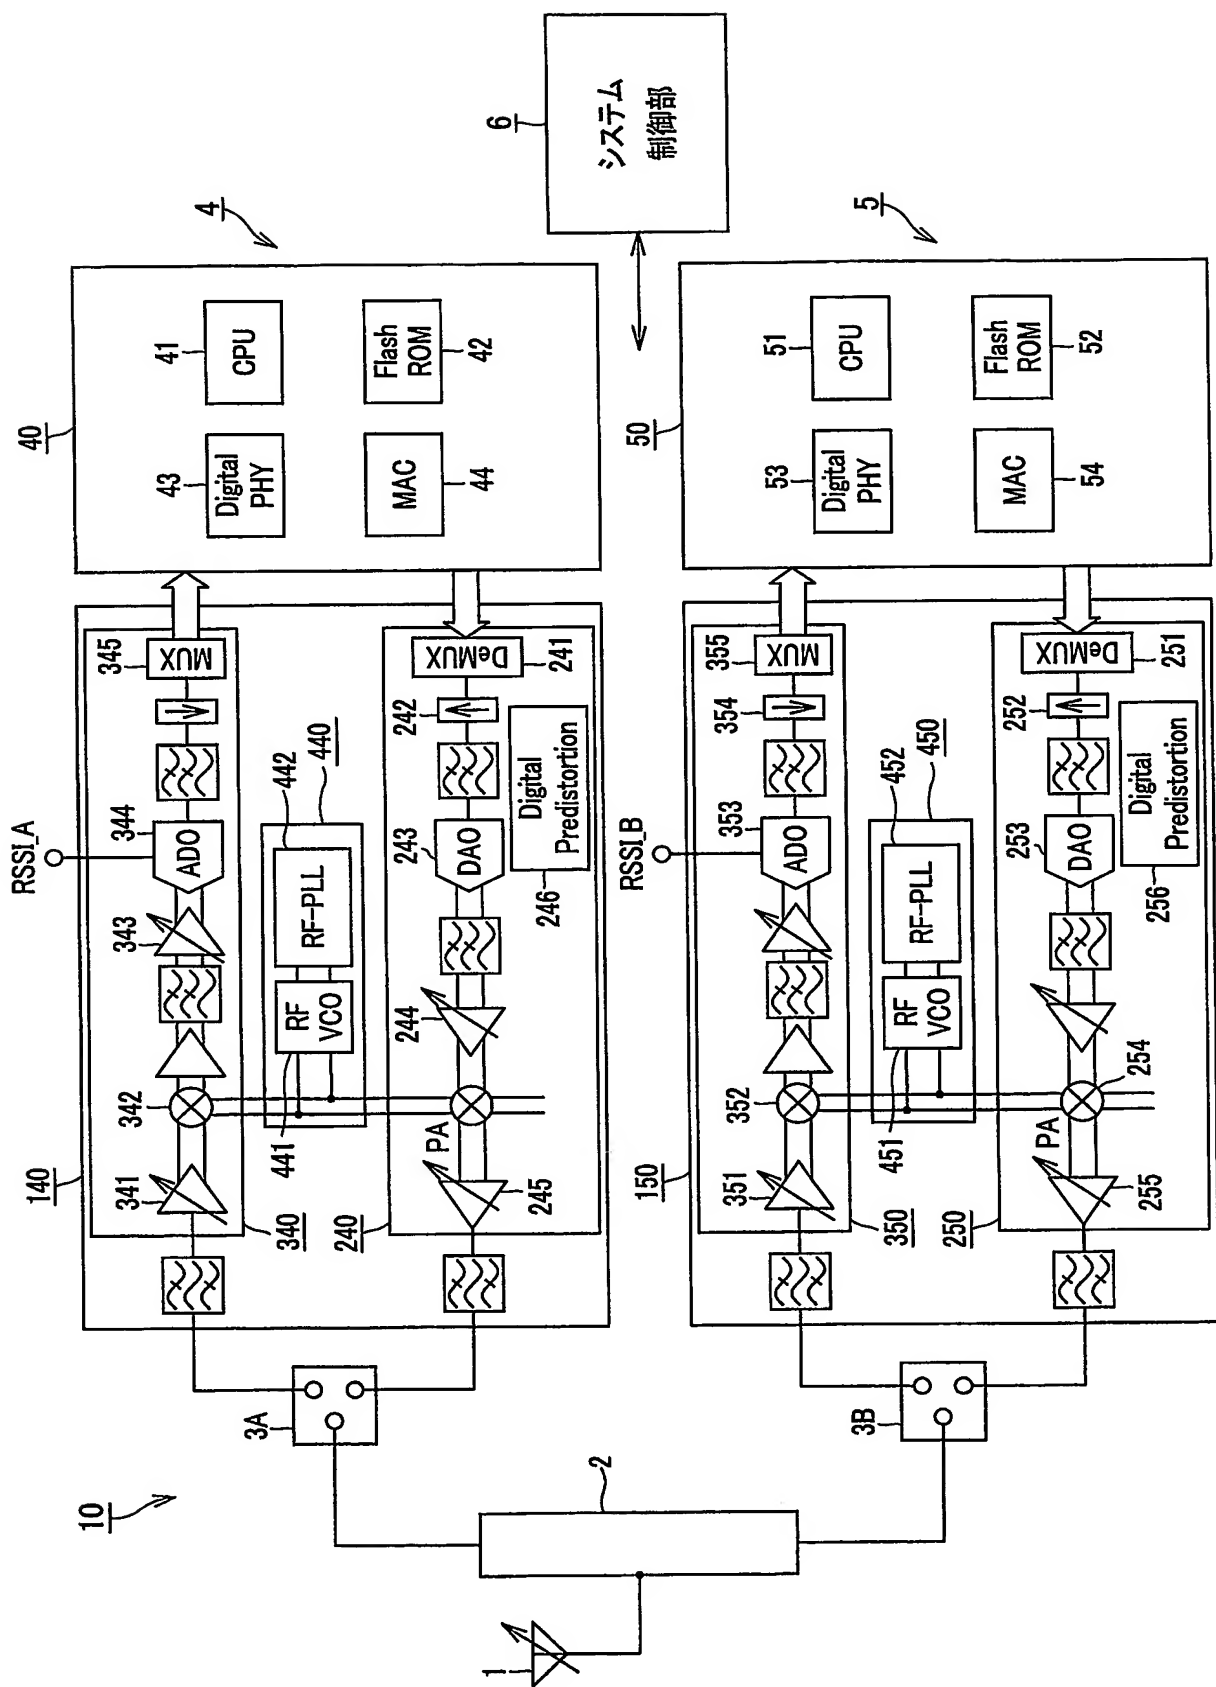 10
1
2
3A
3B
140
341
342
343
344
RSSI_A
ADO
345
MUX
340
441
RF
VCO
RF-PLL
442
440
240
245
PA
244
243
DAO
242
241
DeMUX
246
Digital
Predistortion
40
4
43
Digital
PHY
41
CPU
44
MAC
42
Flash
ROM
6
システム
制御部
150
351
352
RSSI_B
353
ADO
354
355
MUX
350
451
RF
VCO
RF-PLL
452
450
250
255
PA
254
253
DAO
252
251
DeMUX
256
Digital
Predistortion
50
5
53
Digital
PHY
51
CPU
54
MAC
52
Flash
ROM